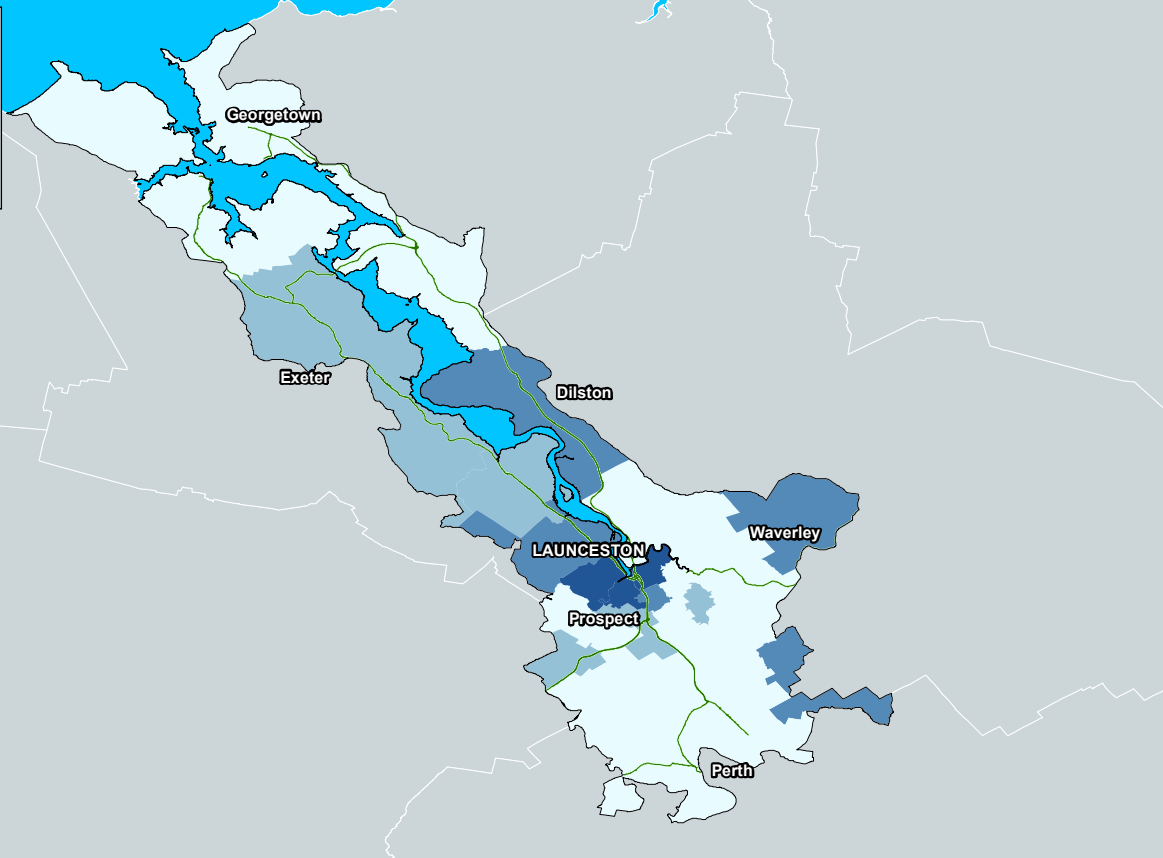 Georgetown
Exeter
Dilston
Waverley
LAUNCESTON
Prospect
Perth